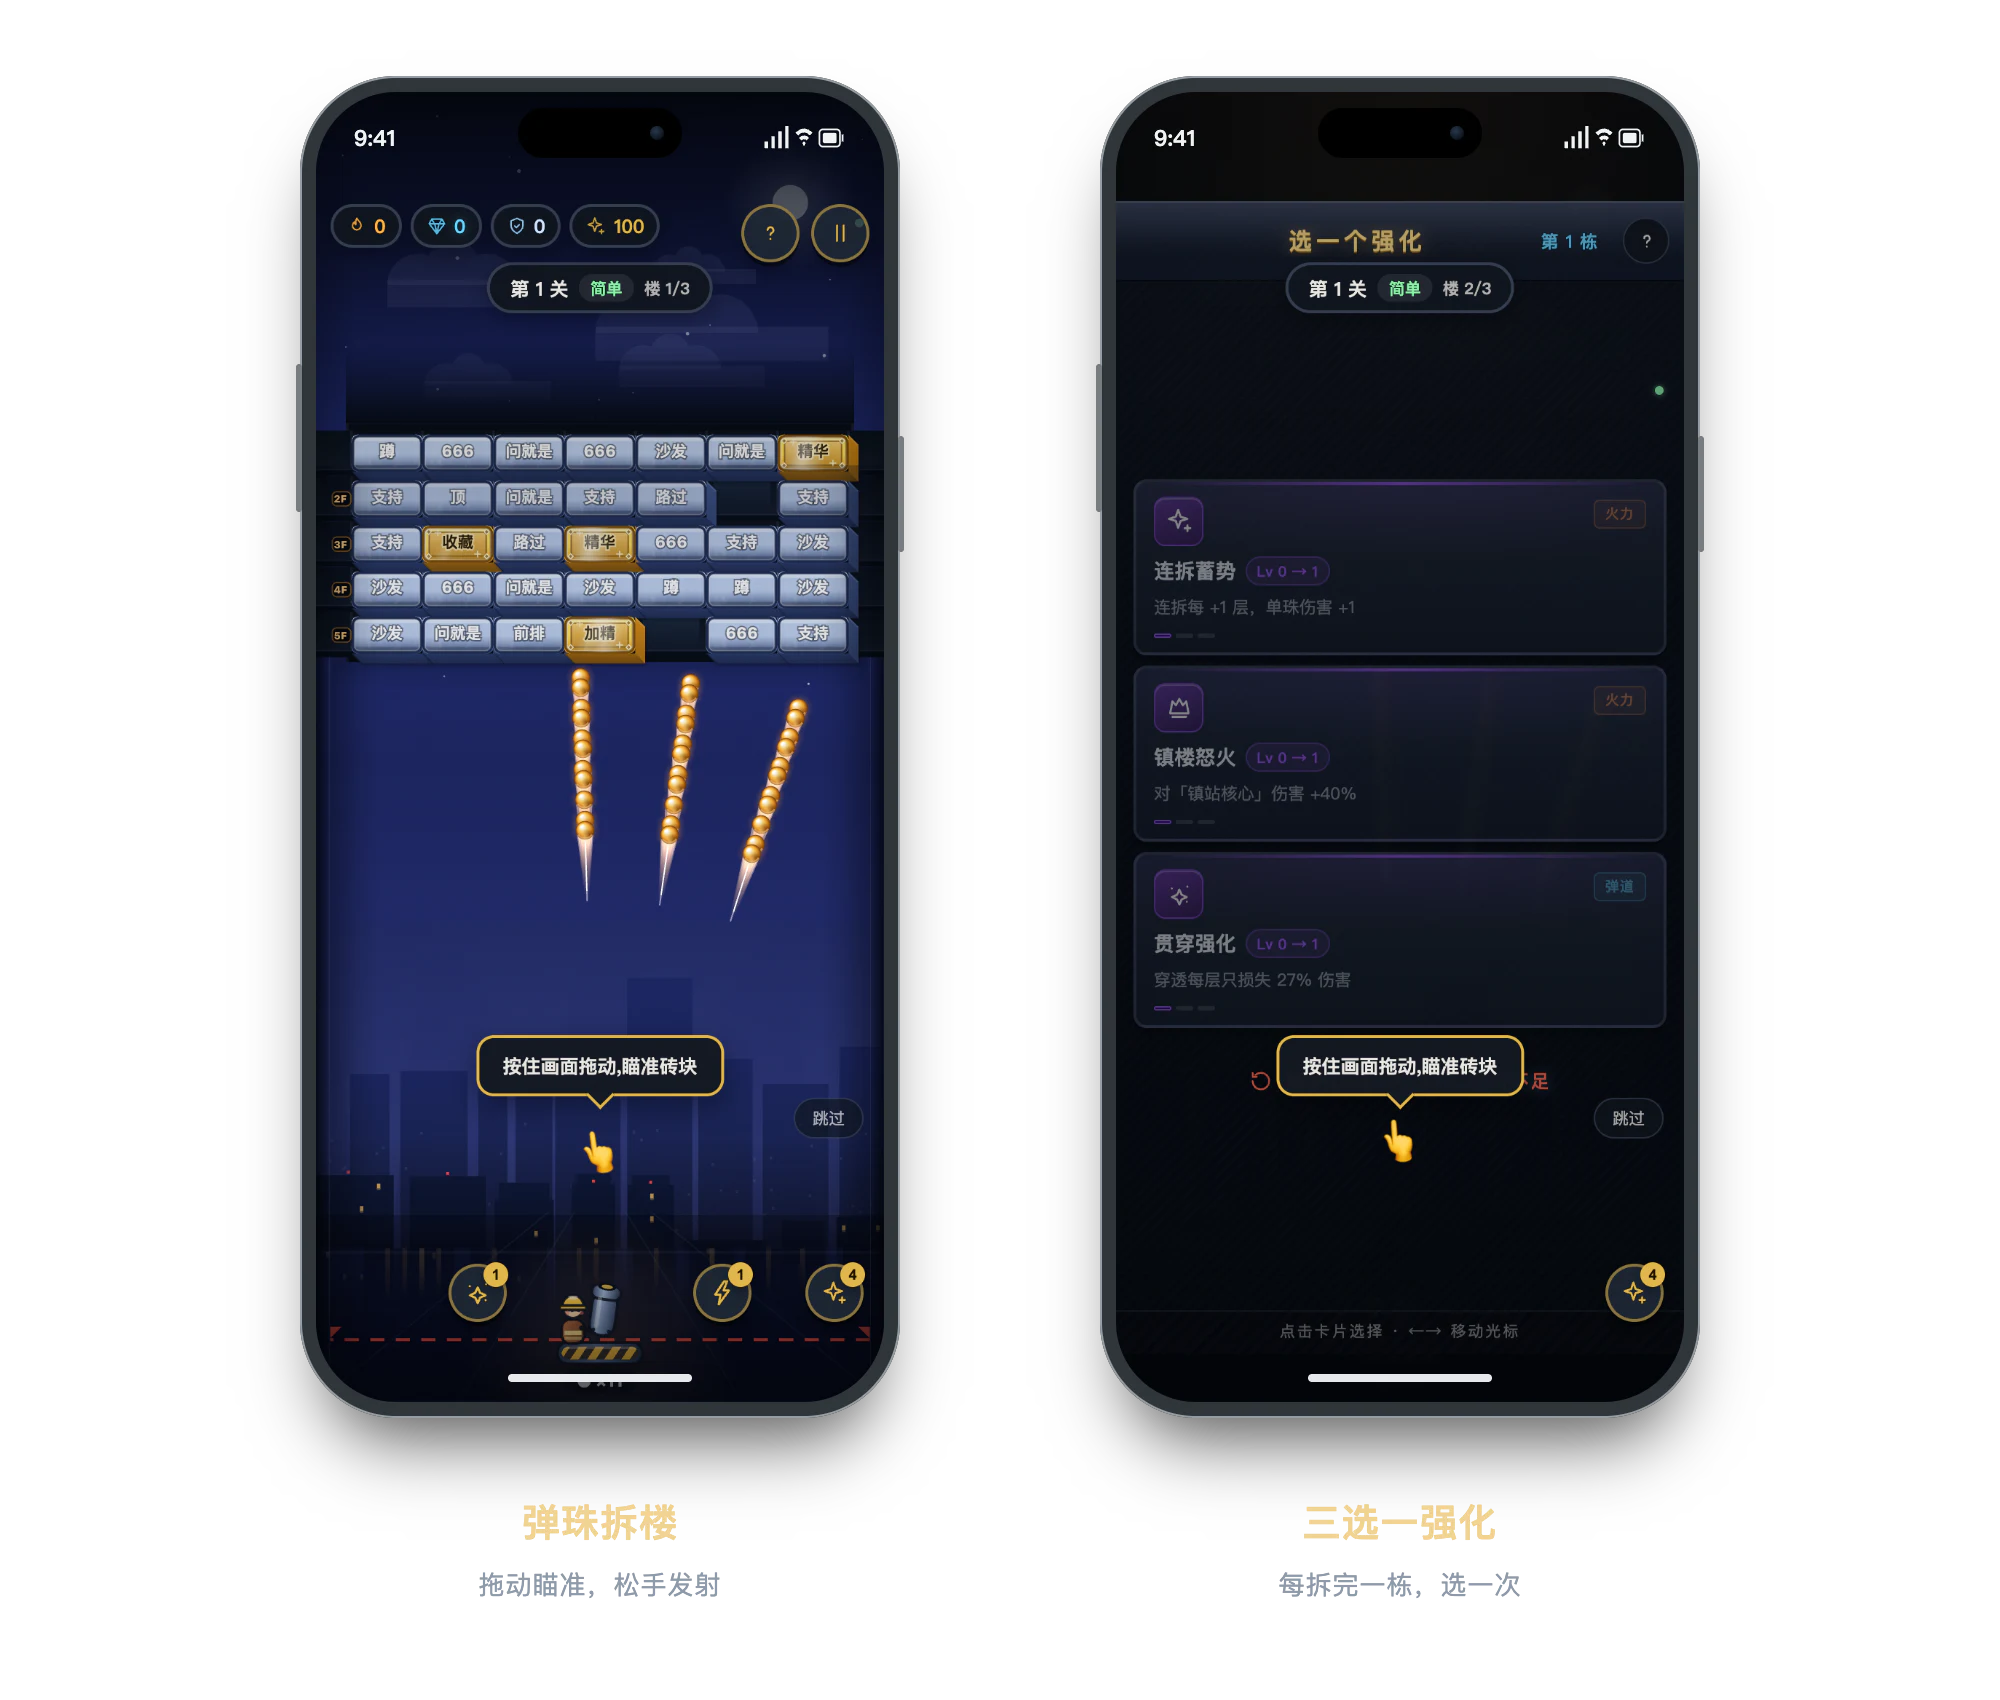 9:41
0 0 0 100 ?
第 1 关 简单 楼 1/3
蹲 666 问就是 666 沙发 问就是 精华
2F 支持 顶 问就是 支持 路过 支持
3F 支持 收藏 路过 精华 666 支持 沙发
4F 沙发 666 问就是 沙发 蹲 蹲 沙发
5F 沙发 问就是 前排 加精 666 支持
按住画面拖动,瞄准砖块
跳过
1 1 4
弹珠拆楼
拖动瞄准，松手发射
9:41
选一个强化 第 1 栋 ?
第 1 关 简单 楼 2/3
火力
连拆蓄势 Lv 0→1
连拆每 +1 层，单珠伤害 +1
火力
镇楼怒火 Lv 0→1
对「镇站核心」伤害 +40%
弹道
贯穿强化 Lv 0→1
穿透每层只损失 27% 伤害
按住画面拖动,瞄准砖块 足
跳过
4
点击卡片选择 · ←→ 移动光标
三选一强化
每拆完一栋，选一次